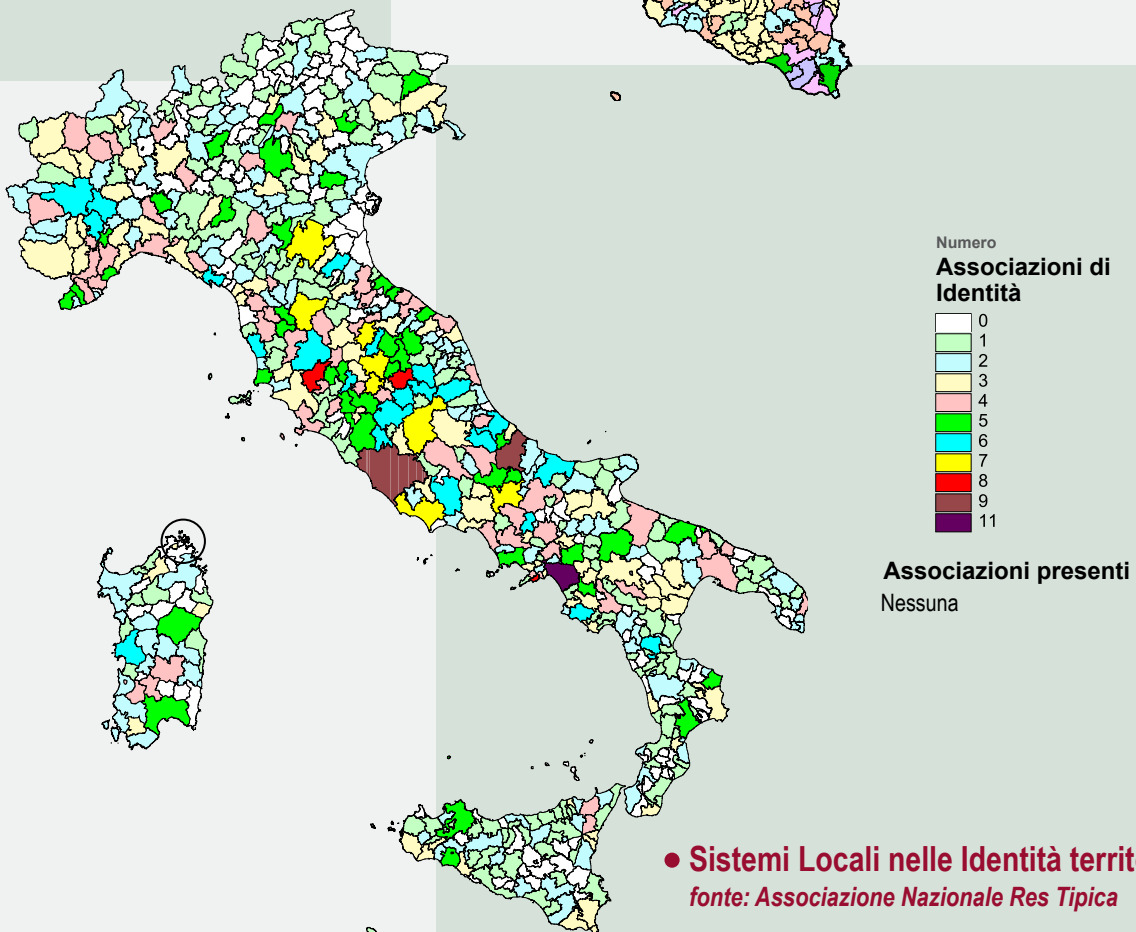 Numero
Associazioni di
Identità
0
1
2
3
4
5
6
7
8
9
11
Associazioni presenti
Nessuna
• Sistemi Locali nelle Identità territ
fonte: Associazione Nazionale Res Tipica